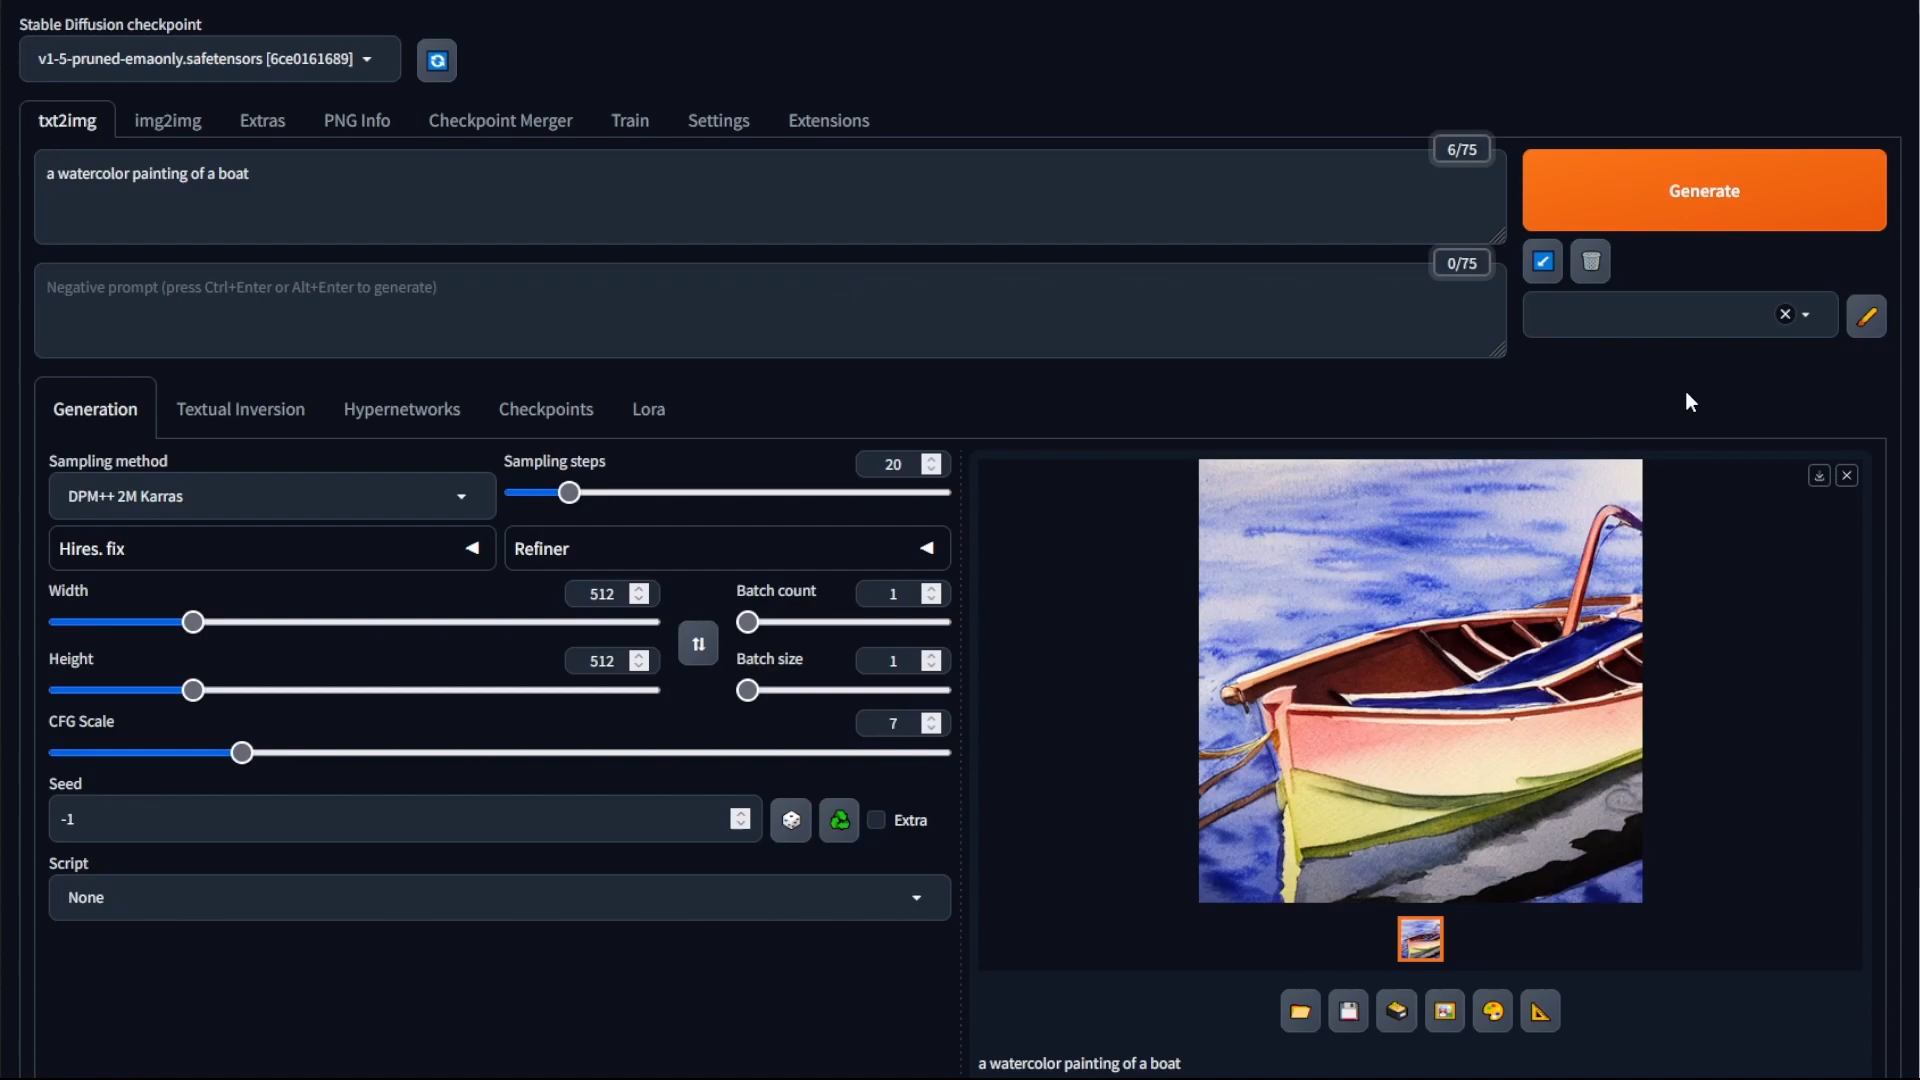 Stable Diffusion checkpoint
v1-5-pruned-emaonly.safetensors [6ce0161689]
txt2img img2img Extras PNG Info Checkpoint Merger Train Settings Extensions
6/75
a watercolor painting of a boat
Generate
0/75
Negative prompt (press Ctrl+Enter or Alt+Enter to generate)
Generation Textual Inversion Hypernetworks Checkpoints Lora
Sampling method
DPM++ 2M Karras
Sampling steps 20
Hires. fix
Refiner
Width 512
Batch count 1
Height 512
Batch size 1
CFG Scale 7
Seed
-1
Extra
Script
None
a watercolor painting of a boat